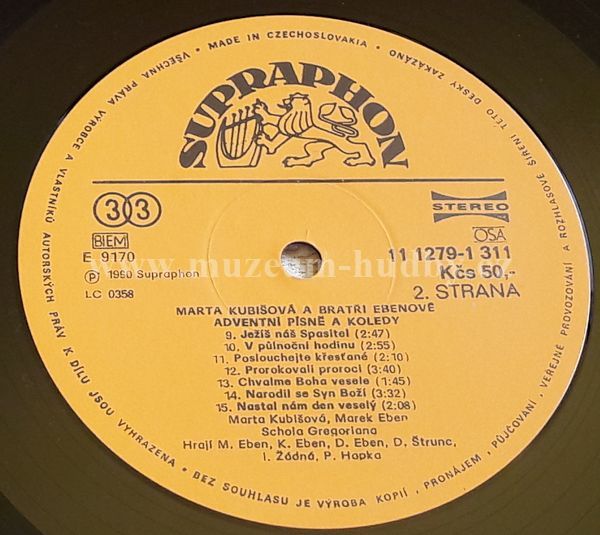 • MADE IN CZECHOSLOVAKIA • VŠECHNA PRÁVA VÝROBCE A VLASTNÍKŮ AUTORSKÝCH PRÁV K DÍLU JSOU VYHRAZENA • BEZ SOUHLASU JE VÝROBA KOPIÍ, PRONÁJEM, PŮJČOVÁNÍ, VEŘEJNÉ PROVOZOVÁNÍ A ROZHLASOVÉ ŠÍŘENÍ TÉTO DESKY ZAKÁZÁNO
SUPRAPHON
33
STEREO
BIEM
OSA
E 9170
11 1279-1 311
www.muzeum-hudby.cz
Kčs 50,-
℗ 1990 Supraphon
LC 0358
2. STRANA
MARTA KUBIŠOVÁ A BRATŘI EBENOVÉ
ADVENTNÍ PÍSNĚ A KOLEDY
9. Ježíš náš Spasitel (2:47)
10. V půlnoční hodinu (2:55)
11. Poslouchejte křesťané (2:10)
12. Prorokovali proroci (3:40)
13. Chvalme Boha vesele (1:45)
14. Narodil se Syn Boží (3:32)
15. Nastal nám den veselý (2:08)
Marta Kubišová, Marek Eben
Schola Gregoriana
Hrají M. Eben, K. Eben, D. Eben, D. Štrunc,
I. Žádná, P. Hapka